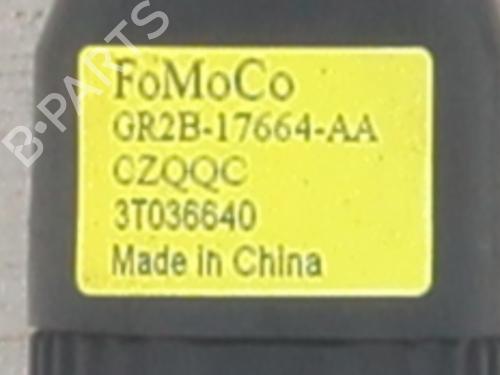 B-PARTS
FoMoCo
GR2B-17664-AA
CZQQC
3T036640
Made in China